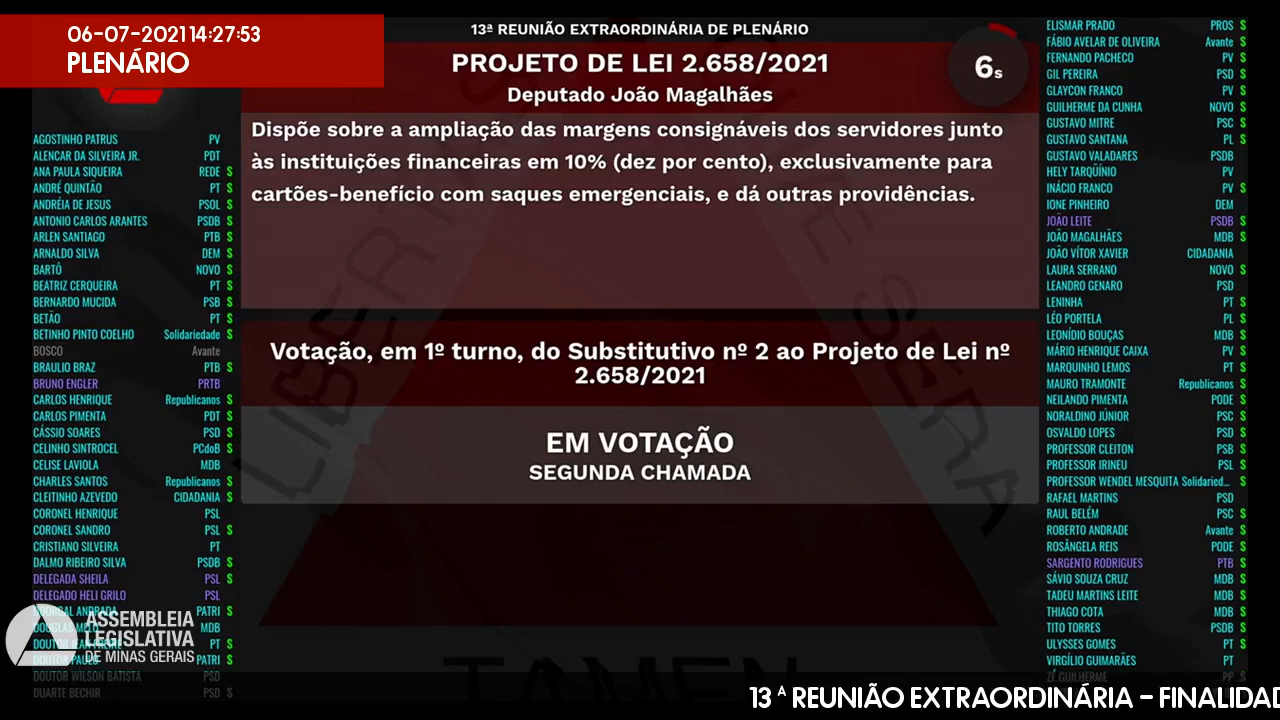 06-07-2021 14:27:53
PLENÁRIO
13ª REUNIÃO EXTRAORDINÁRIA DE PLENÁRIO
PROJETO DE LEI 2.658/2021
Deputado João Magalhães
6s
Dispõe sobre a ampliação das margens consignáveis dos servidores junto
às instituições financeiras em 10% (dez por cento), exclusivamente para
cartões-benefício com saques emergenciais, e dá outras providências.
Votação, em 1º turno, do Substitutivo nº 2 ao Projeto de Lei nº
2.658/2021
EM VOTAÇÃO
SEGUNDA CHAMADA
AGOSTINHO PATRUS PV
ALENCAR DA SILVEIRA JR. PDT
ANA PAULA SIQUEIRA REDE S
ANDRÉ QUINTÃO PT S
ANDRÉIA DE JESUS PSOL S
ANTONIO CARLOS ARANTES PSDB S
ARLEN SANTIAGO PTB S
ARNALDO SILVA DEM S
BARTÔ NOVO S
BEATRIZ CERQUEIRA PT S
BERNARDO MUCIDA PSB S
BETÃO PT S
BETINHO PINTO COELHO Solidariedade S
BOSCO Avante
BRAULIO BRAZ PTB S
BRUNO ENGLER PRTB
CARLOS HENRIQUE Republicanos S
CARLOS PIMENTA PDT S
CÁSSIO SOARES PSD S
CELINHO SINTROCEL PCdoB S
CELISE LAVIOLA MDB
CHARLES SANTOS Republicanos S
CLEITINHO AZEVEDO CIDADANIA S
CORONEL HENRIQUE PSL
CORONEL SANDRO PSL S
CRISTIANO SILVEIRA PT
DALMO RIBEIRO SILVA PSDB S
DELEGADA SHEILA PSL S
DELEGADO HELI GRILO PSL
DOORGAL ANDRADA PATRI S
DOUGLAS MELO MDB
DOUTOR JEAN FREIRE PT S
DOUTOR PAULO PATRI S
DOUTOR WILSON BATISTA PSD
DUARTE BECHIR PSD S
ELISMAR PRADO PROS S
FÁBIO AVELAR DE OLIVEIRA Avante S
FERNANDO PACHECO PV S
GIL PEREIRA PSD S
GLAYCON FRANCO PV S
GUILHERME DA CUNHA NOVO S
GUSTAVO MITRE PSC S
GUSTAVO SANTANA PL S
GUSTAVO VALADARES PSDB
HELY TARQÜÍNIO PV
INÁCIO FRANCO PV S
IONE PINHEIRO DEM
JOÃO LEITE PSDB S
JOÃO MAGALHÃES MDB S
JOÃO VÍTOR XAVIER CIDADANIA
LAURA SERRANO NOVO S
LEANDRO GENARO PSD
LENINHA PT S
LÉO PORTELA PL S
LEONÍDIO BOUÇAS MDB S
MÁRIO HENRIQUE CAIXA PV S
MARQUINHO LEMOS PT S
MAURO TRAMONTE Republicanos S
NEILANDO PIMENTA PODE S
NORALDINO JÚNIOR PSC S
OSVALDO LOPES PSD S
PROFESSOR CLEITON PSB S
PROFESSOR IRINEU PSL S
PROFESSOR WENDEL MESQUITA Solidaried... S
RAFAEL MARTINS PSD
RAUL BELÉM PSC S
ROBERTO ANDRADE Avante S
ROSÂNGELA REIS PODE S
SARGENTO RODRIGUES PTB S
SÁVIO SOUZA CRUZ MDB S
TADEU MARTINS LEITE MDB S
THIAGO COTA MDB S
TITO TORRES PSDB S
ULYSSES GOMES PT S
VIRGÍLIO GUIMARÃES PT
ZÉ GUILHERME PP S
ASSEMBLEIA
LEGISLATIVA
DE MINAS GERAIS
13 ª REUNIÃO EXTRAORDINÁRIA - FINALIDAD